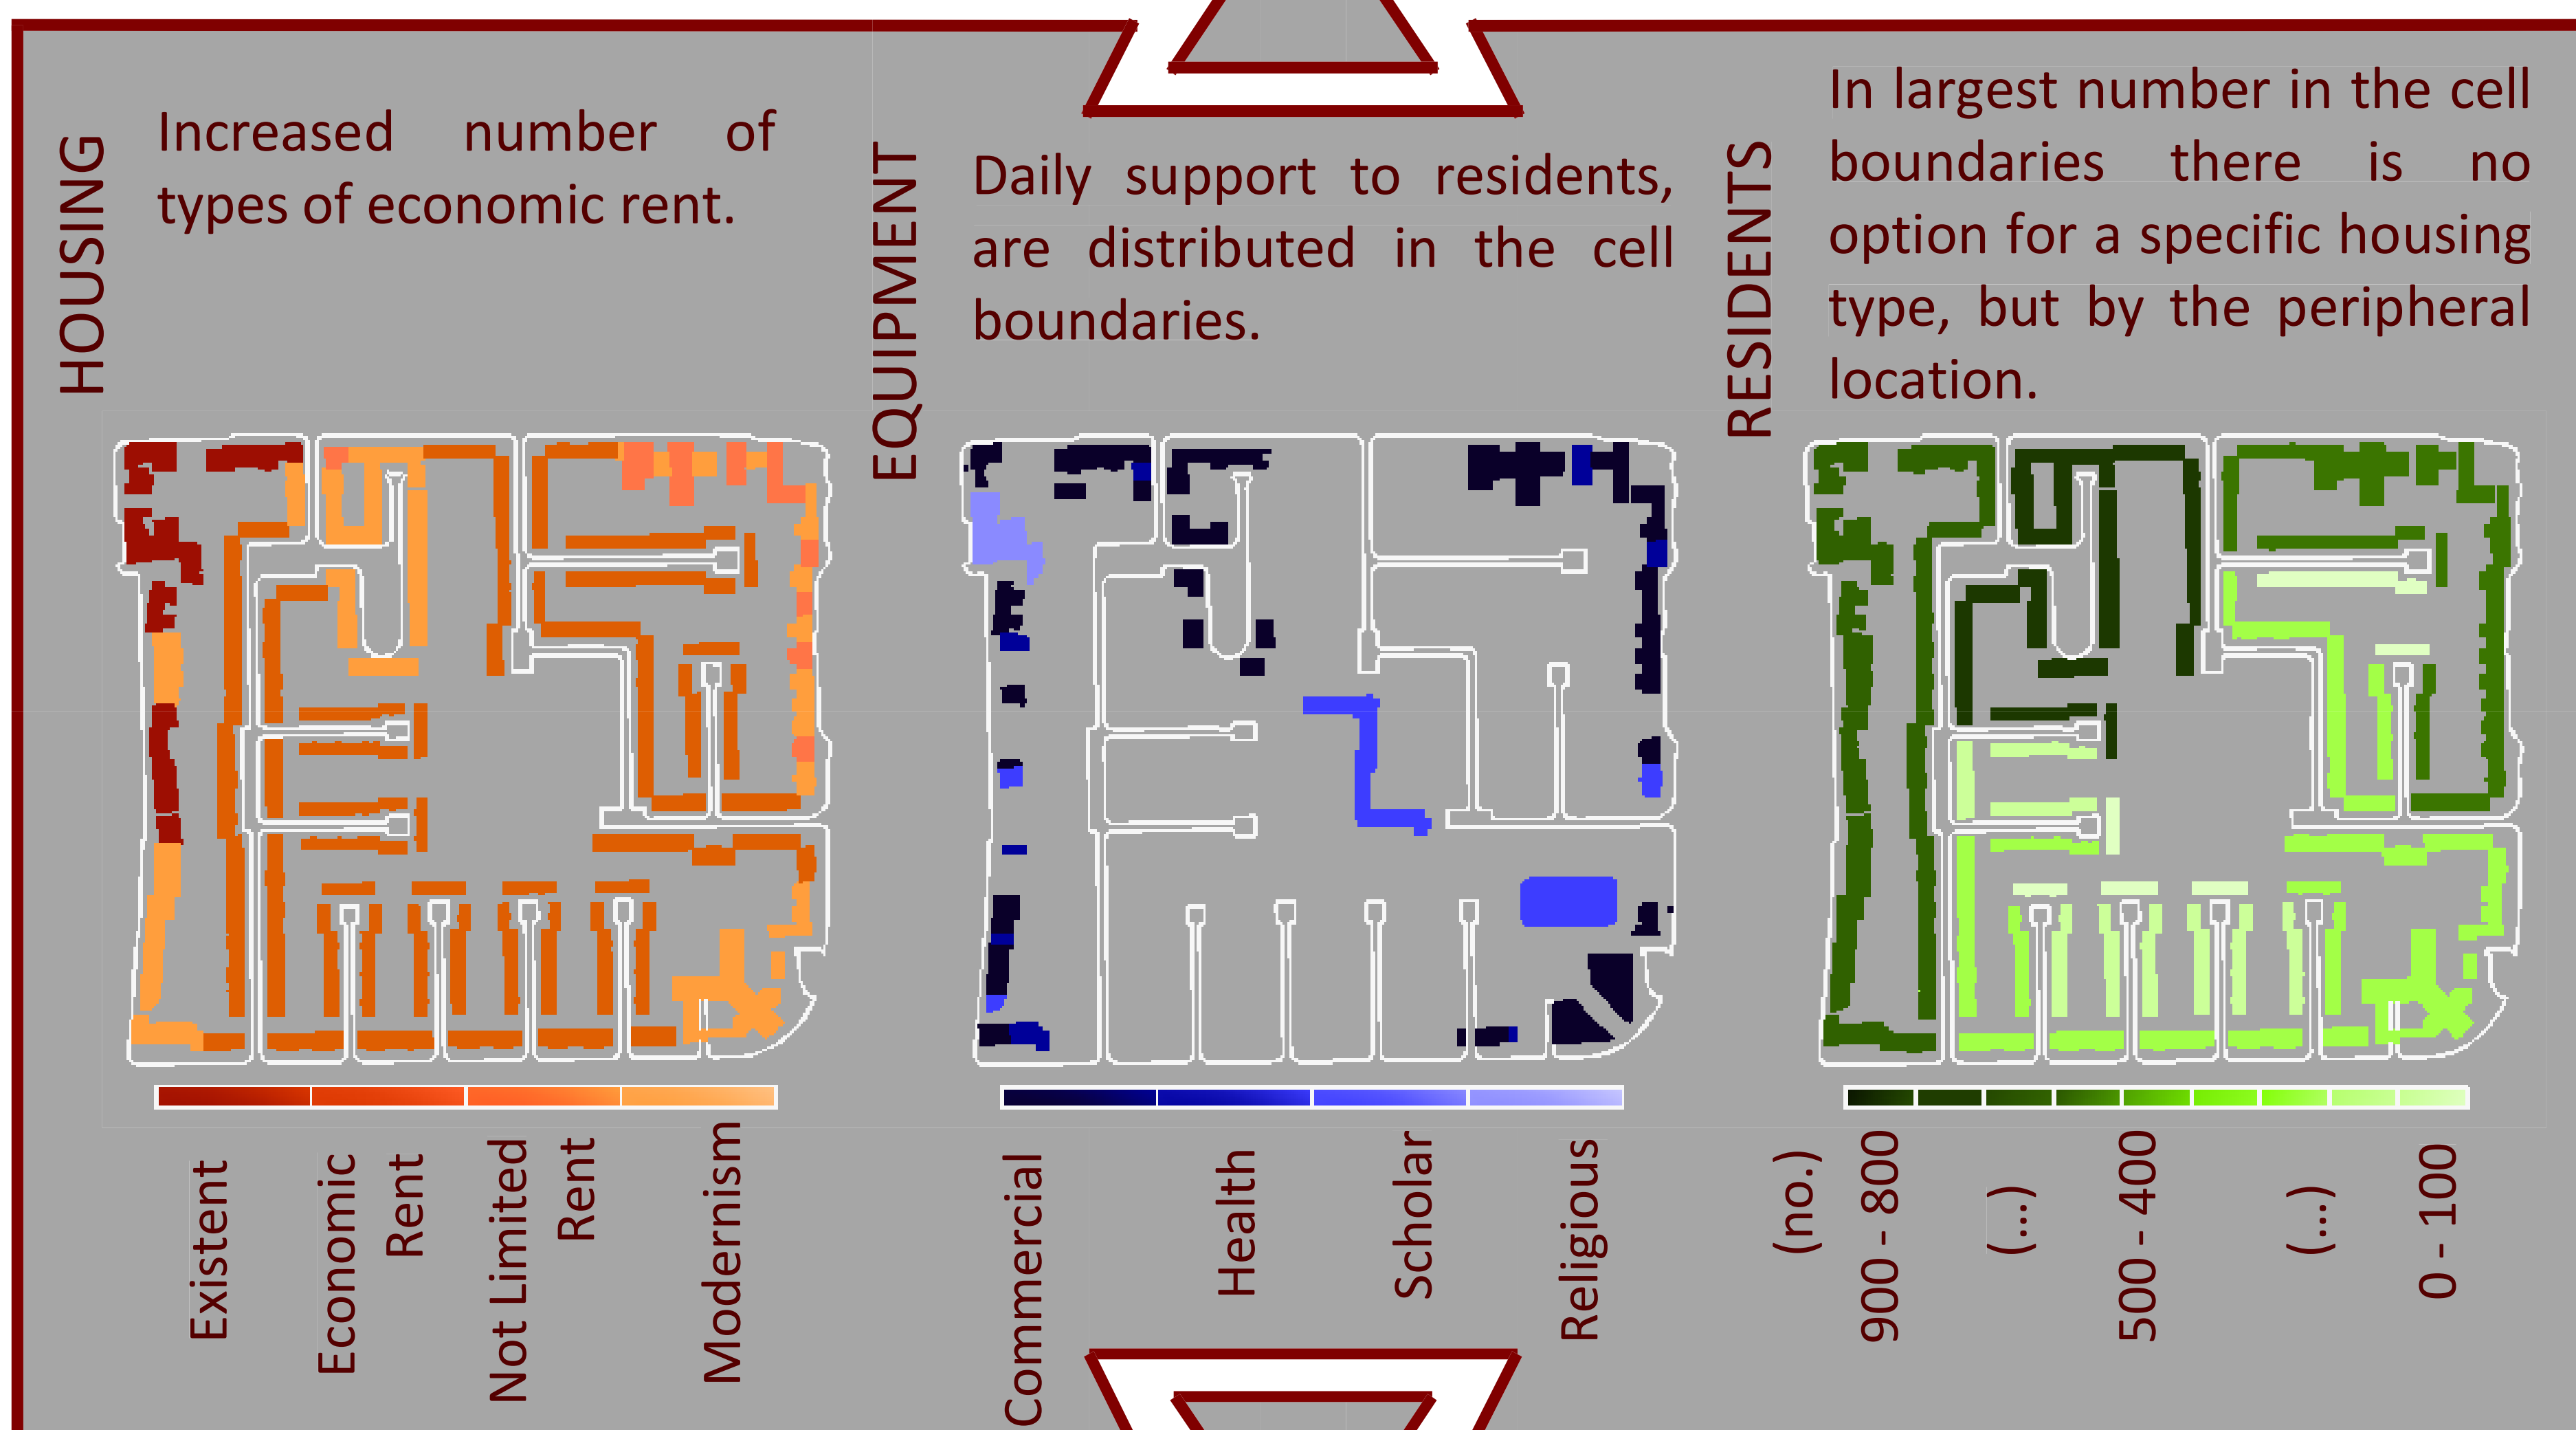 HOUSING
Increased number of
types of economic rent.
EQUIPMENT
Daily support to residents,
are distributed in the cell
boundaries.
RESIDENTS
In largest number in the cell
boundaries there is no
option for a specific housing
type, but by the peripheral
location.
Existent
Economic
Rent
Not Limited
Rent
Modernism
Commercial
Health
Scholar
Religious
(no.)
900 - 800
(...)
500 - 400
(...)
0 - 100